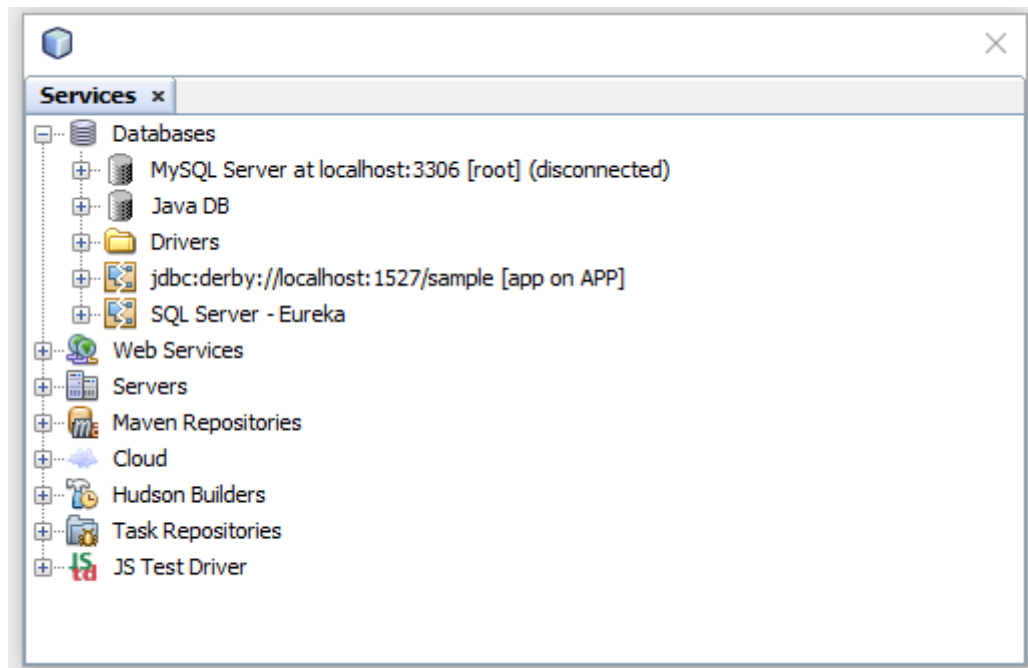 Services
Databases
MySQL Server at localhost:3306 [root] (disconnected)
Java DB
Drivers
jdbc:derby://localhost:1527/sample [app on APP]
SQL Server - Eureka
Web Services
Servers
Maven Repositories
Cloud
Hudson Builders
Task Repositories
JS Test Driver